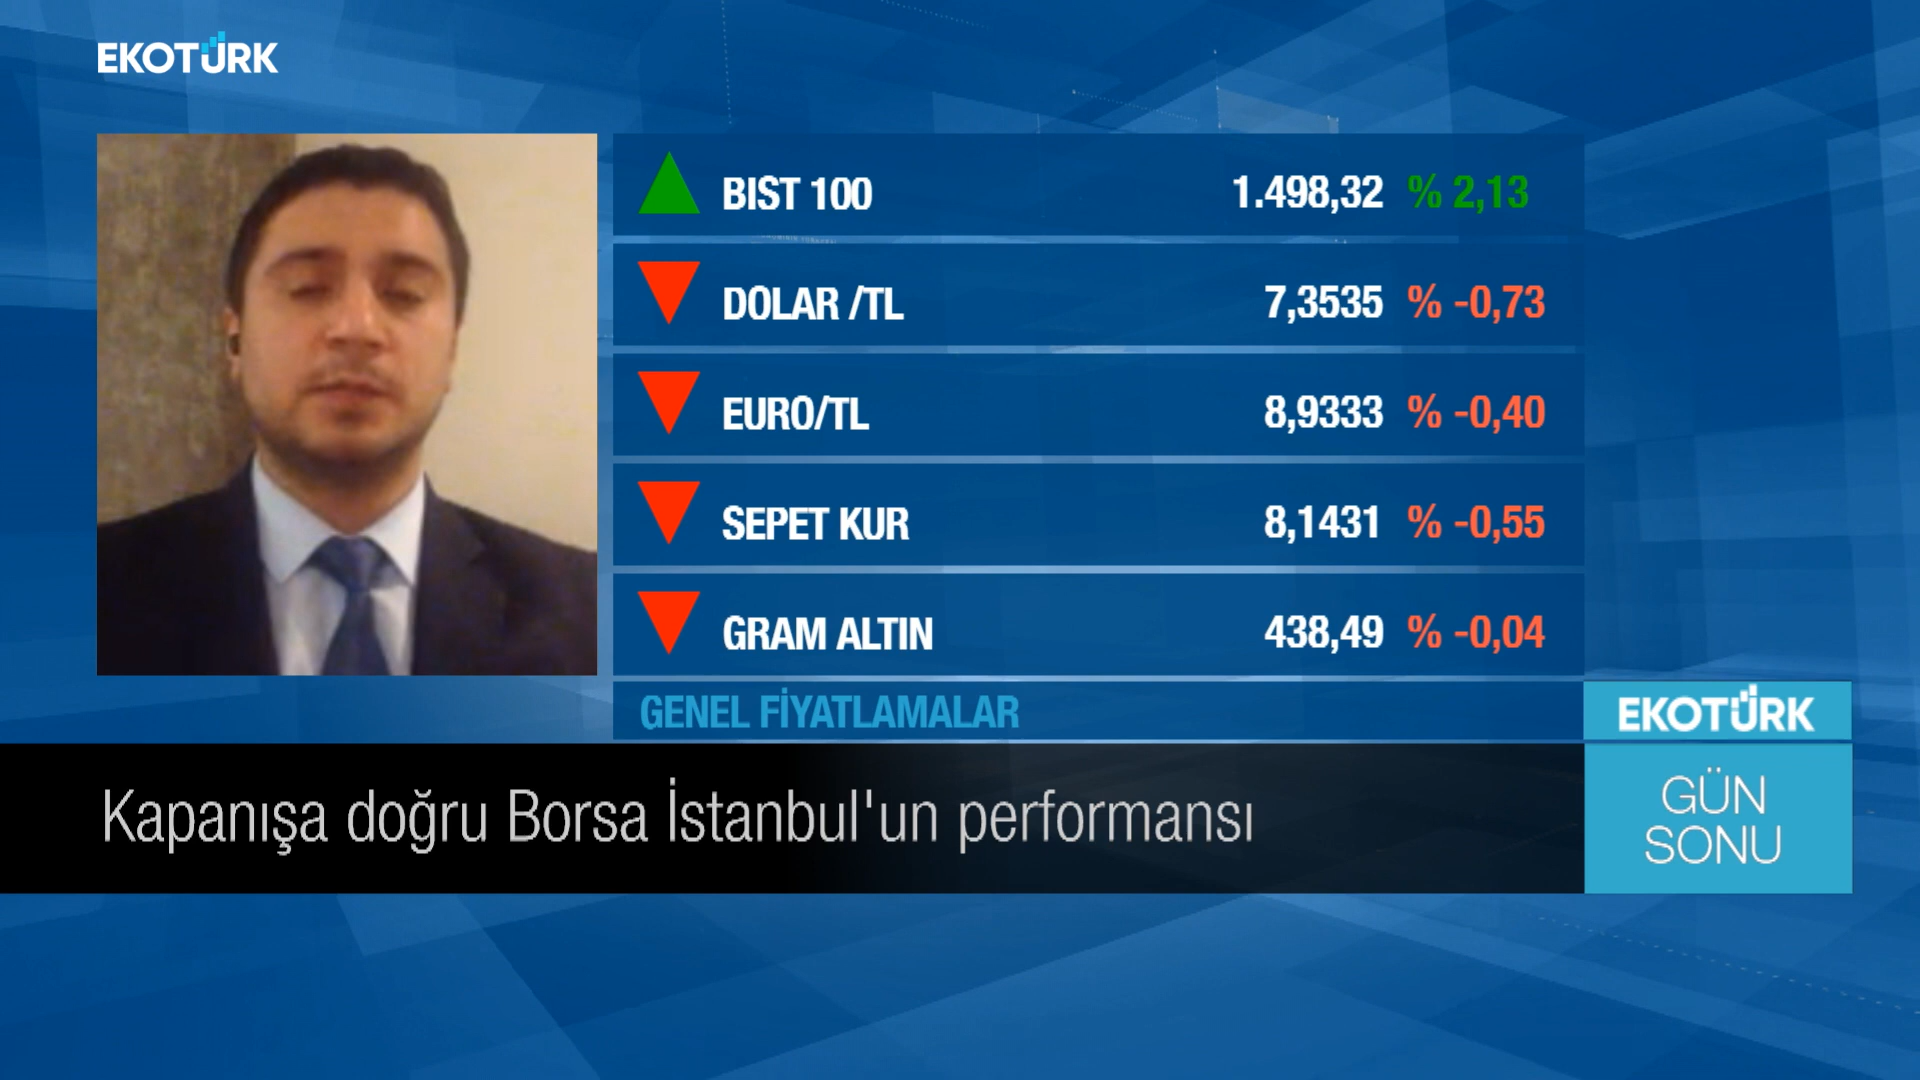 EKOTÜRK
BIST 100 1.498,32 % 2,13
DOLAR /TL 7,3535 % -0,73
EURO/TL 8,9333 % -0,40
SEPET KUR 8,1431 % -0,55
GRAM ALTIN 438,49 % -0,04
GENEL FİYATLAMALAR
EKOTÜRK
Kapanışa doğru Borsa İstanbul'un performansı
GÜN
SONU